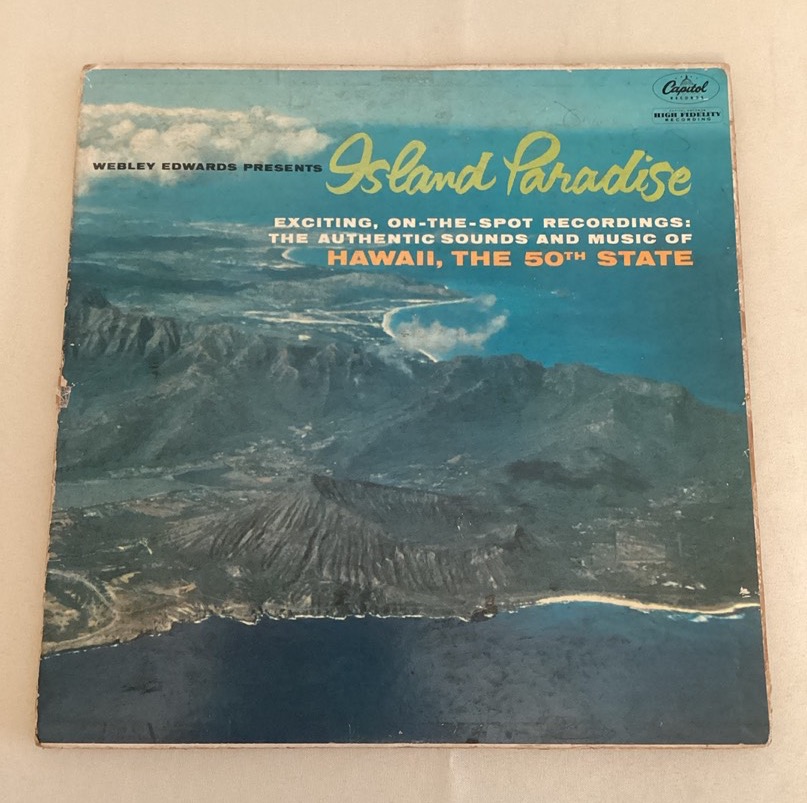 Capitol
RECORDS
HIGH FIDELITY
RECORDING
WEBLEY EDWARDS PRESENTS Island Paradise
EXCITING, ON-THE-SPOT RECORDINGS:
THE AUTHENTIC SOUNDS AND MUSIC OF
HAWAII, THE 50TH STATE